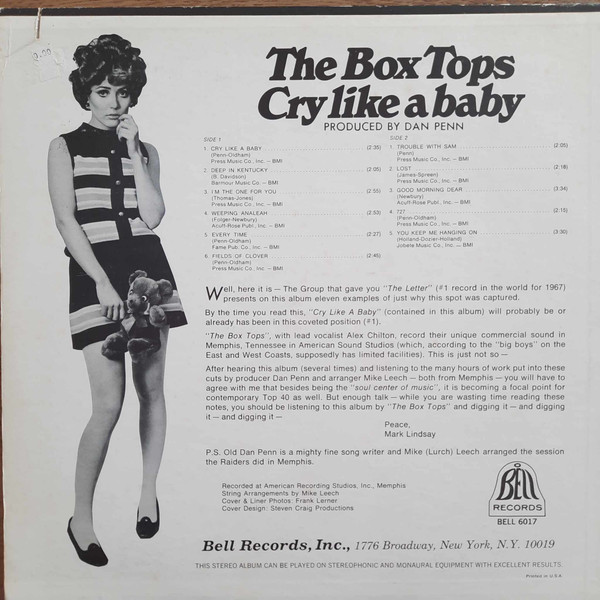 The Box Tops
Cry like a baby
PRODUCED BY DAN PENN
SIDE 1
1. CRY LIKE A BABY (2:35)
(Penn-Oldham)
Press Music Co., Inc. – BMI
2. DEEP IN KENTUCKY (2:05)
(B. Davidson)
Barmour Music Co. – BMI
3. I'M THE ONE FOR YOU (2:55)
(Thomas-Jones)
Press Music Co., Inc. – BMI
4. WEEPING ANALEAH (2:53)
(Folger-Newbury)
Acuff-Rose Publ., Inc. – BMI
5. EVERY TIME (2:27)
(Penn-Oldham)
Fame Pub. Co., Inc. – BMI
6. FIELDS OF CLOVER (2:45)
(Penn-Oldham)
Press Music Co., Inc. – BMI
SIDE 2
1. TROUBLE WITH SAM (2:05)
(Penn)
Press Music Co., Inc. – BMI
2. LOST (2:18)
(James-Spreen)
Press Music Co., Inc. – BMI
3. GOOD MORNING DEAR (3:34)
(Newbury)
Acuff-Rose Publ., Inc. – BMI
4. 727 (2:15)
(Penn-Oldham)
Press Music Co., Inc. – BMI
5. YOU KEEP ME HANGING ON (3:30)
(Holland-Dozier-Holland)
Jobete Music Co., Inc. – BMI
Well, here it is – The Group that gave you "The Letter" (#1 record in the world for 1967)
presents on this album eleven examples of just why this spot was captured.
By the time you read this, "Cry Like A Baby" (contained in this album) will probably be or
already has been in this coveted position (#1).
"The Box Tops", with lead vocalist Alex Chilton, record their unique commercial sound in
Memphis, Tennessee in American Sound Studios (which, according to the "big boys" on the
East and West Coasts, supposedly has limited facilities). This is just not so –
After hearing this album (several times) and listening to the many hours of work put into these
cuts by producer Dan Penn and arranger Mike Leech – both from Memphis – you will have to
agree with me that besides being the "soul center of music", it is becoming a focal point for
contemporary Top 40 as well. But enough talk – while you are wasting time reading these
notes, you should be listening to this album by "The Box Tops" and digging it – and digging
it – and digging it –
Peace,
Mark Lindsay
P.S. Old Dan Penn is a mighty fine song writer and Mike (Lurch) Leech arranged the session
the Raiders did in Memphis.
Recorded at American Recording Studios, Inc., Memphis
String Arrangements by Mike Leech
Cover & Liner Photos: Frank Lerner
Cover Design: Steven Craig Productions
BELL
RECORDS
BELL 6017
Bell Records, Inc., 1776 Broadway, New York, N.Y. 10019
THIS STEREO ALBUM CAN BE PLAYED ON STEREOPHONIC AND MONAURAL EQUIPMENT WITH EXCELLENT RESULTS.
Printed in U.S.A.